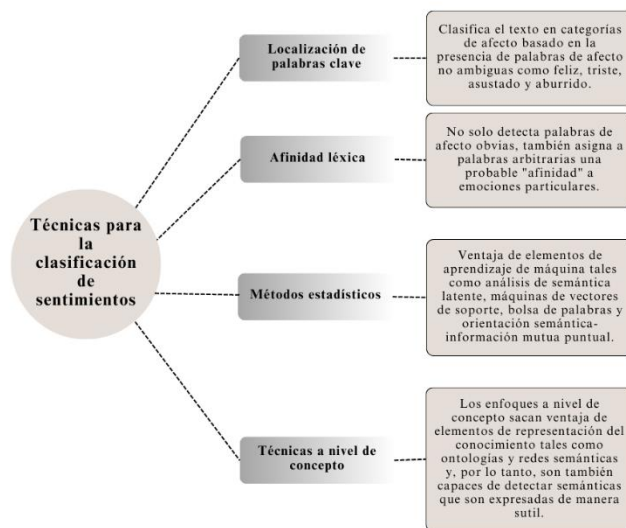 Técnicas para
la
clasificación
de
sentimientos
Localización de
palabras clave
Clasifica el texto en categorías
de afecto basado en la
presencia de palabras de afecto
no ambiguas como feliz, triste,
asustado y aburrido.
Afinidad léxica
No solo detecta palabras de
afecto obvias, también asigna a
palabras arbitrarias una
probable "afinidad" a
emociones particulares.
Métodos estadísticos
Ventaja de elementos de
aprendizaje de máquina tales
como análisis de semántica
latente, máquinas de vectores
de soporte, bolsa de palabras y
orientación semántica-
información mutua puntual.
Técnicas a nivel de
concepto
Los enfoques a nivel de
concepto sacan ventaja de
elementos de representación del
conocimiento tales como
ontologías y redes semánticas
y, por lo tanto, son también
capaces de detectar semánticas
que son expresadas de manera
sutil.